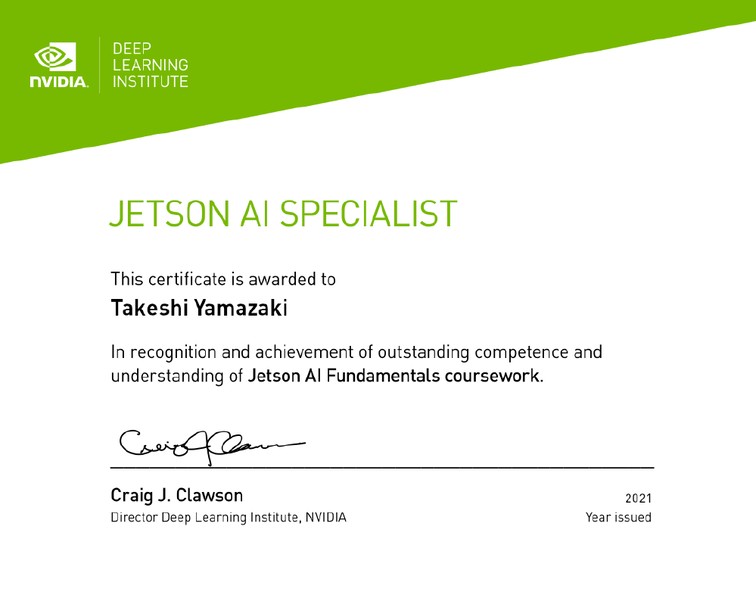 NVIDIA.
DEEP
LEARNING
INSTITUTE
JETSON AI SPECIALIST
This certificate is awarded to
Takeshi Yamazaki
In recognition and achievement of outstanding competence and
understanding of Jetson AI Fundamentals coursework.
Craig J. Clawson
Craig J. Clawson
2021
Director Deep Learning Institute, NVIDIA
Year issued